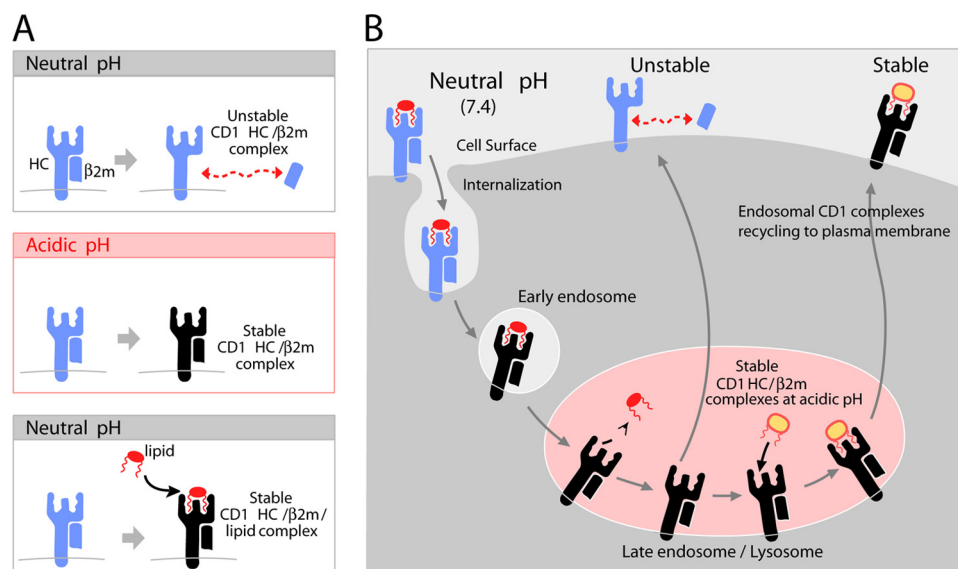 A
Neutral pH
Unstable
CD1 HC/β2m
complex
HC
β2m
Acidic pH
Stable
CD1 HC/β2m
complex
Neutral pH
lipid
Stable
CD1 HC/β2m/
lipid complex
B
Neutral pH
(7.4)
Unstable
Stable
Cell Surface
Internalization
Endosomal CD1 complexes
recycling to plasma membrane
Early endosome
Stable
CD1 HC/β2m
complexes at acidic pH
Late endosome / Lysosome